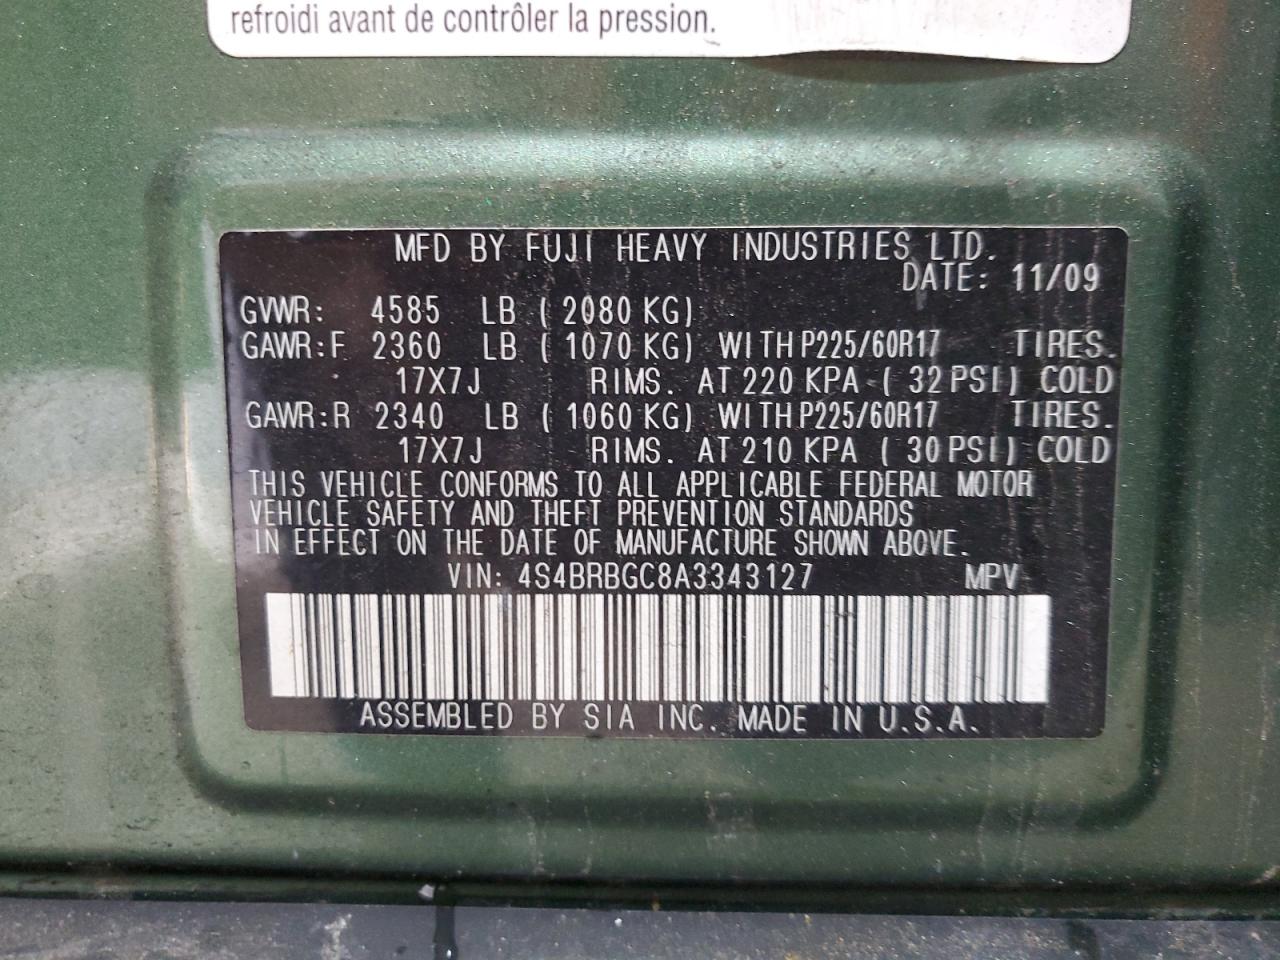 refroidi avant de contrôler la pression.
MFD BY FUJI HEAVY INDUSTRIES LTD.
DATE: 11/09
GVWR: 4585 LB ( 2080 KG)
GAWR:F 2360 LB ( 1070 KG) WITH P225/60R17 TIRES.
17X7J RIMS. AT 220 KPA ( 32 PSI) COLD
GAWR:R 2340 LB ( 1060 KG) WITH P225/60R17 TIRES.
17X7J RIMS. AT 210 KPA ( 30 PSI) COLD
THIS VEHICLE CONFORMS TO ALL APPLICABLE FEDERAL MOTOR
VEHICLE SAFETY AND THEFT PREVENTION STANDARDS
IN EFFECT ON THE DATE OF MANUFACTURE SHOWN ABOVE.
VIN: 4S4BRBGC8A3343127 MPV
ASSEMBLED BY SIA INC. MADE IN U.S.A.